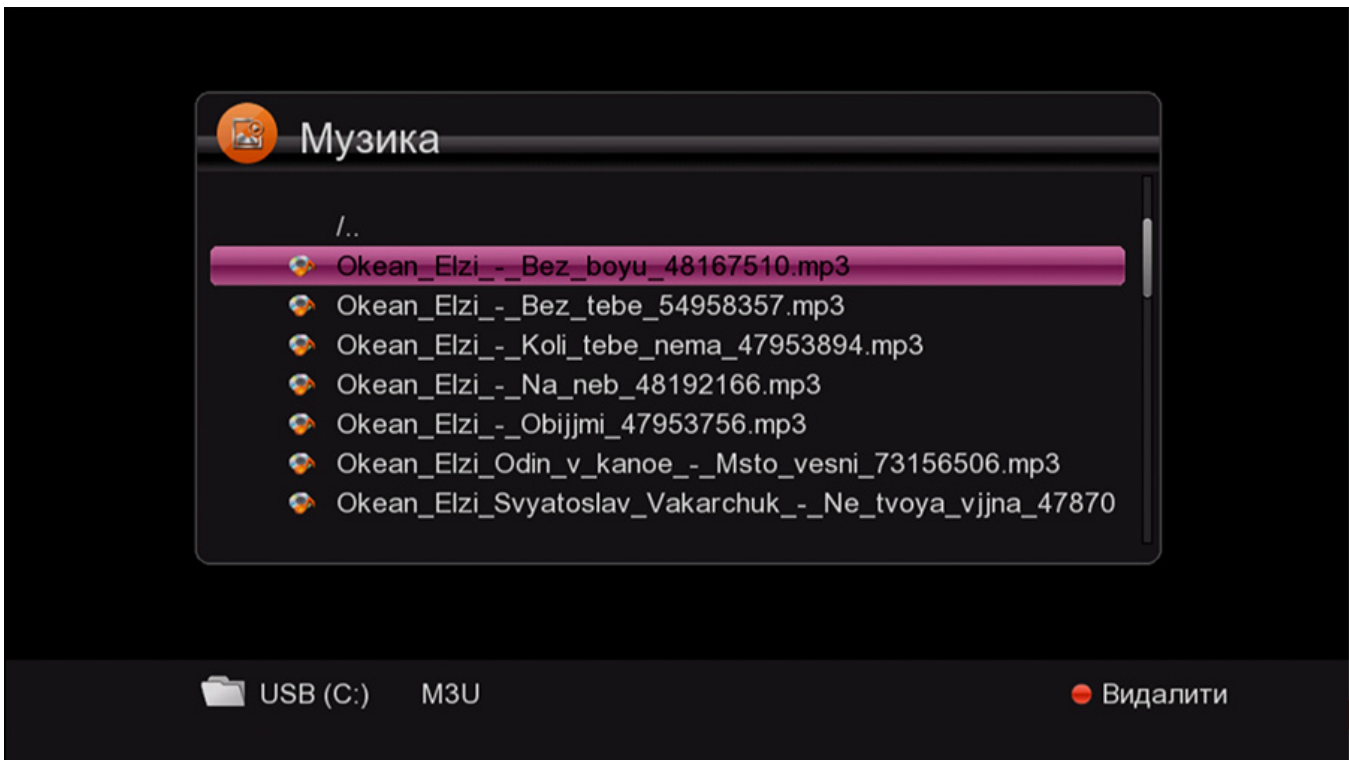 Музика
/..
Okean_Elzi_-_Bez_boyu_48167510.mp3
Okean_Elzi_-_Bez_tebe_54958357.mp3
Okean_Elzi_-_Koli_tebe_nema_47953894.mp3
Okean_Elzi_-_Na_neb_48192166.mp3
Okean_Elzi_-_Obijjmi_47953756.mp3
Okean_Elzi_Odin_v_kanoe_-_Msto_vesni_73156506.mp3
Okean_Elzi_Svyatoslav_Vakarchuk_-_Ne_tvoya_vjjna_47870
USB (C:) M3U Видалити